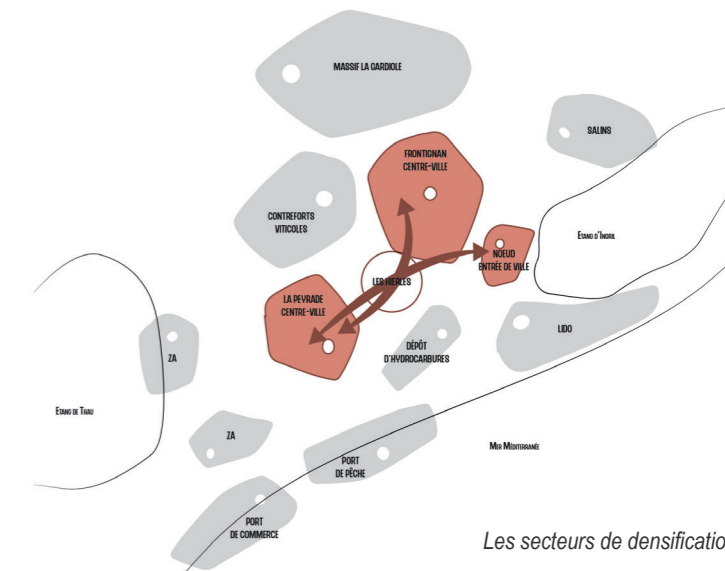 MASSIF LA GARDIOLE
SALINS
FRONTIGNAN
CENTRE-VILLE
CONTREFORTS
VITICOLES
ETANG D'INGRIL
NOEUD
ENTRÉE DE VILLE
LES HIERLES
LA PEYRADE
CENTRE-VILLE
LIDO
DÉPÔT
D'HYDROCARBURES
ZA
ETANG DE THAU
ZA
MER MÉDITERRANÉE
PORT
DE PÊCHE
PORT
DE COMMERCE
Les secteurs de densificatio